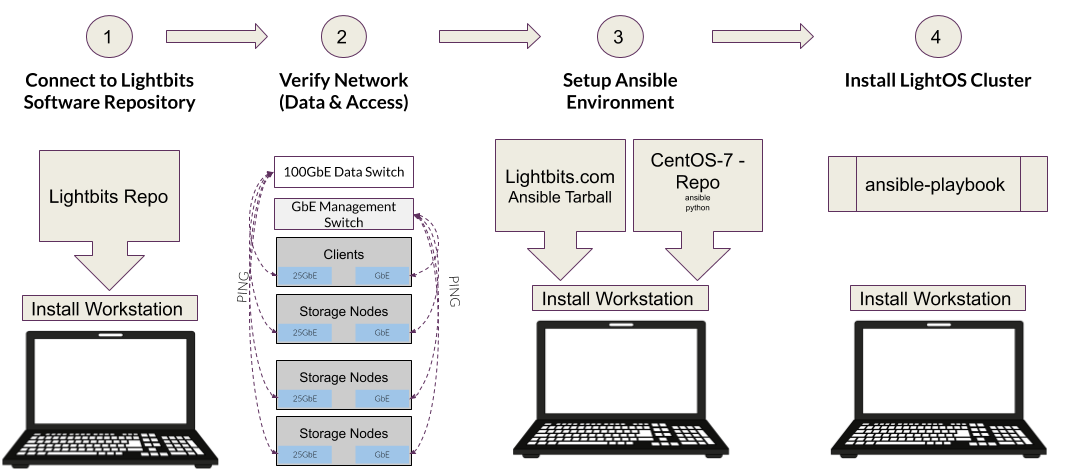 1
Connect to Lightbits
Software Repository
Lightbits Repo
Install Workstation
2
Verify Network
(Data & Access)
100GbE Data Switch
GbE Management
Switch
Clients
25GbE
GbE
Storage Nodes
25GbE
GbE
Storage Nodes
25GbE
GbE
Storage Nodes
25GbE
GbE
PING
PING
3
Setup Ansible
Environment
Lightbits.com
Ansible Tarball
CentOS-7 -
Repo
ansible
python
Install Workstation
4
Install LightOS Cluster
ansible-playbook
Install Workstation